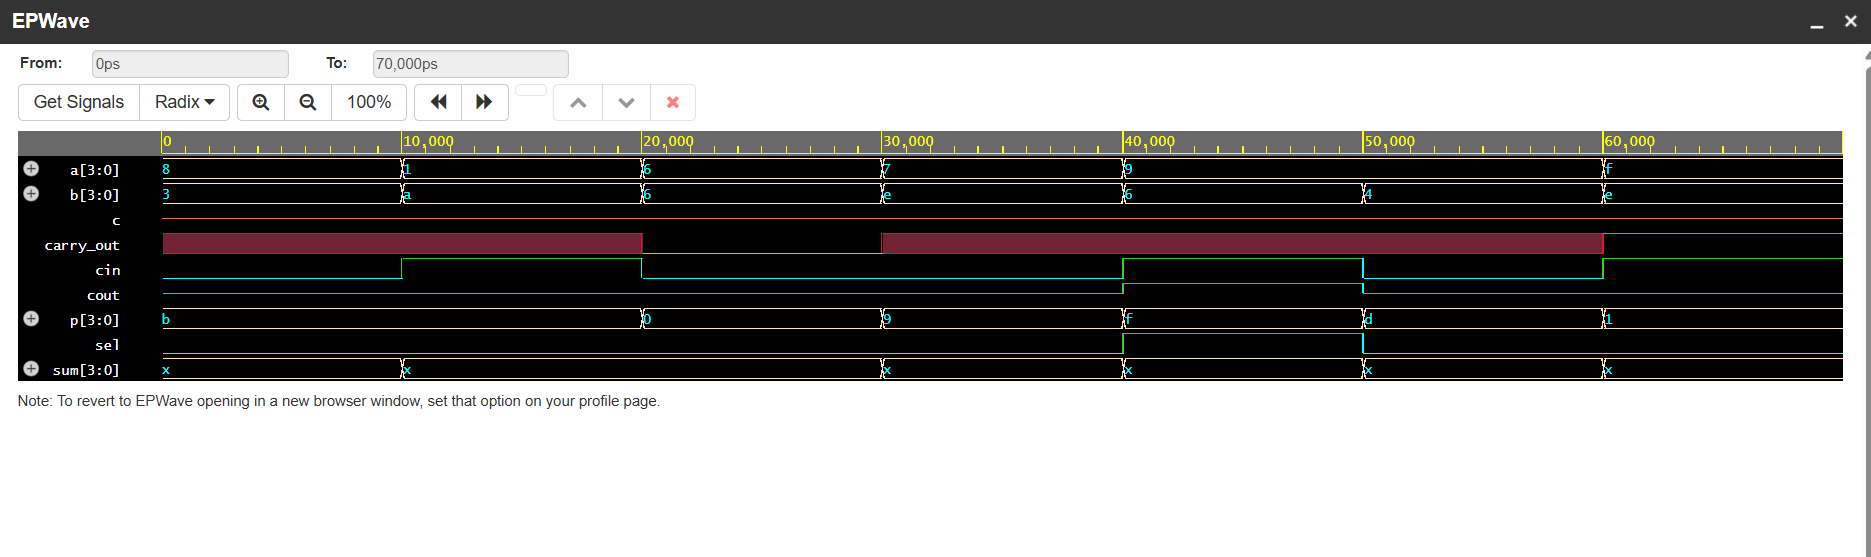 EPWave
From: 0ps To: 70,000ps
Get Signals Radix 100%
0 10,000 20,000 30,000 40,000 50,000 60,000
a[3:0] 8 1 6 7 9 f
b[3:0] 3 a 6 e 6 4 e
c
carry_out
cin
cout
p[3:0] b 0 9 f d 1
sel
sum[3:0] x x x x x x
Note: To revert to EPWave opening in a new browser window, set that option on your profile page.